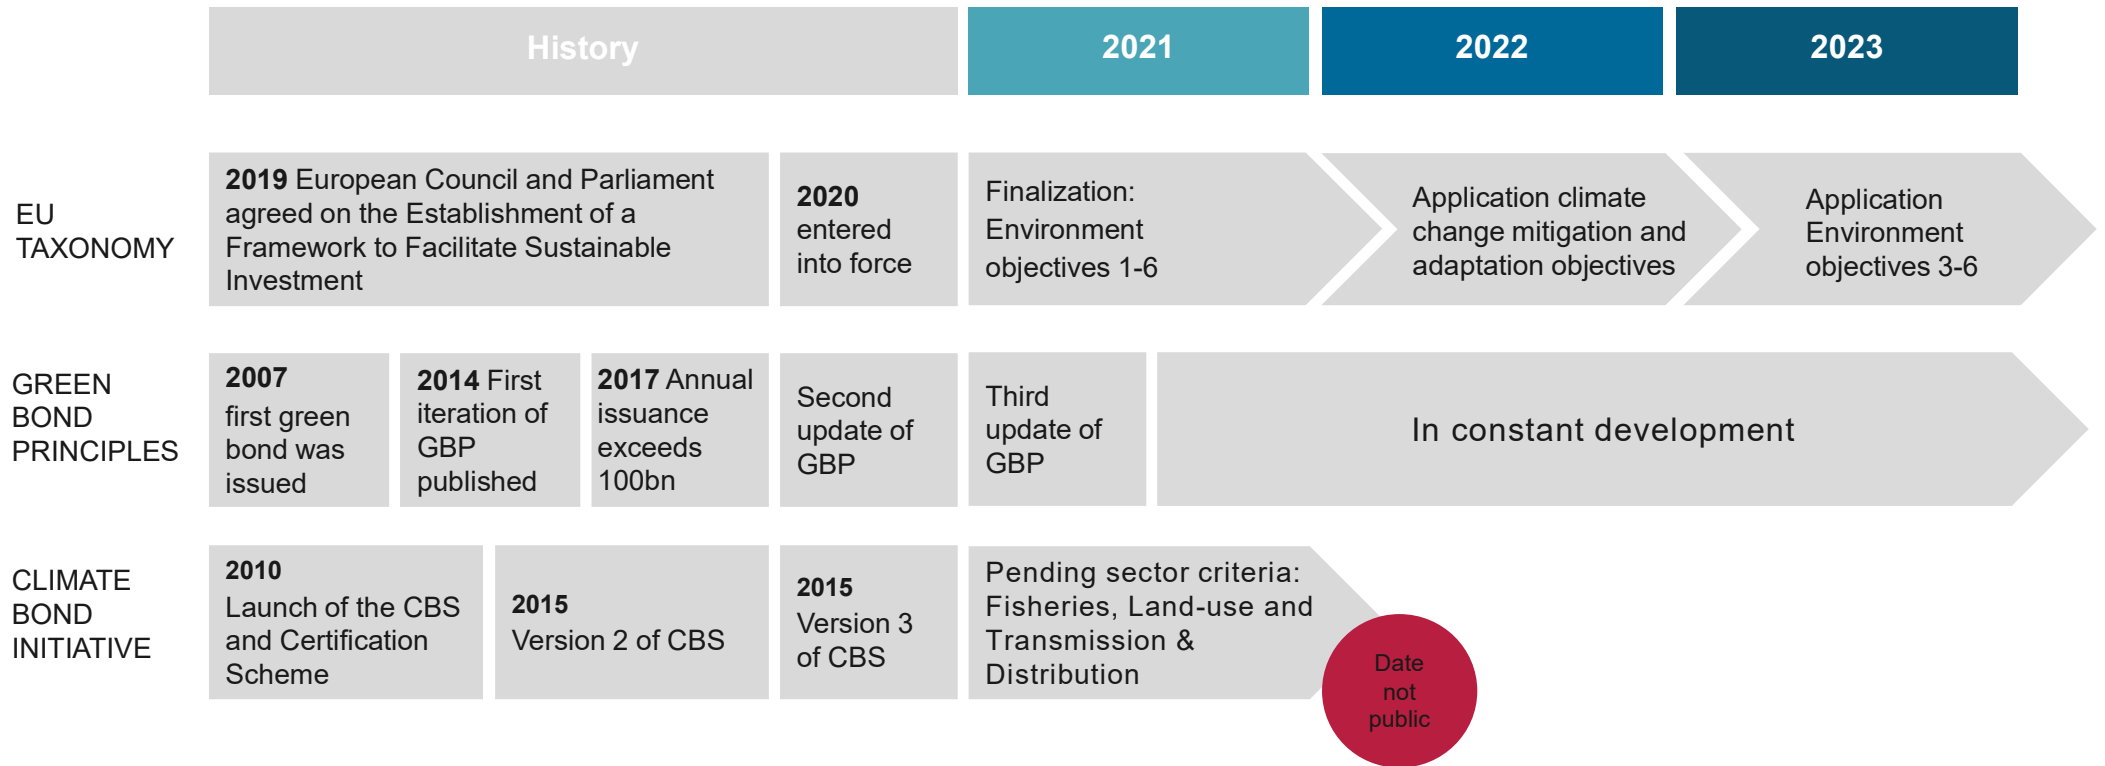 History
2021
2022
2023
EU
TAXONOMY
2019 European Council and Parliament
agreed on the Establishment of a
Framework to Facilitate Sustainable
Investment
2020
entered
into force
Finalization:
Environment
objectives 1-6
Application climate
change mitigation and
adaptation objectives
Application
Environment
objectives 3-6
GREEN
BOND
PRINCIPLES
2007
first green
bond was
issued
2014 First
iteration of
GBP
published
2017 Annual
issuance
exceeds
100bn
Second
update of
GBP
Third
update of
GBP
In constant development
CLIMATE
BOND
INITIATIVE
2010
Launch of the CBS
and Certification
Scheme
2015
Version 2 of CBS
2015
Version 3
of CBS
Pending sector criteria:
Fisheries, Land-use and
Transmission &
Distribution
Date
not
public